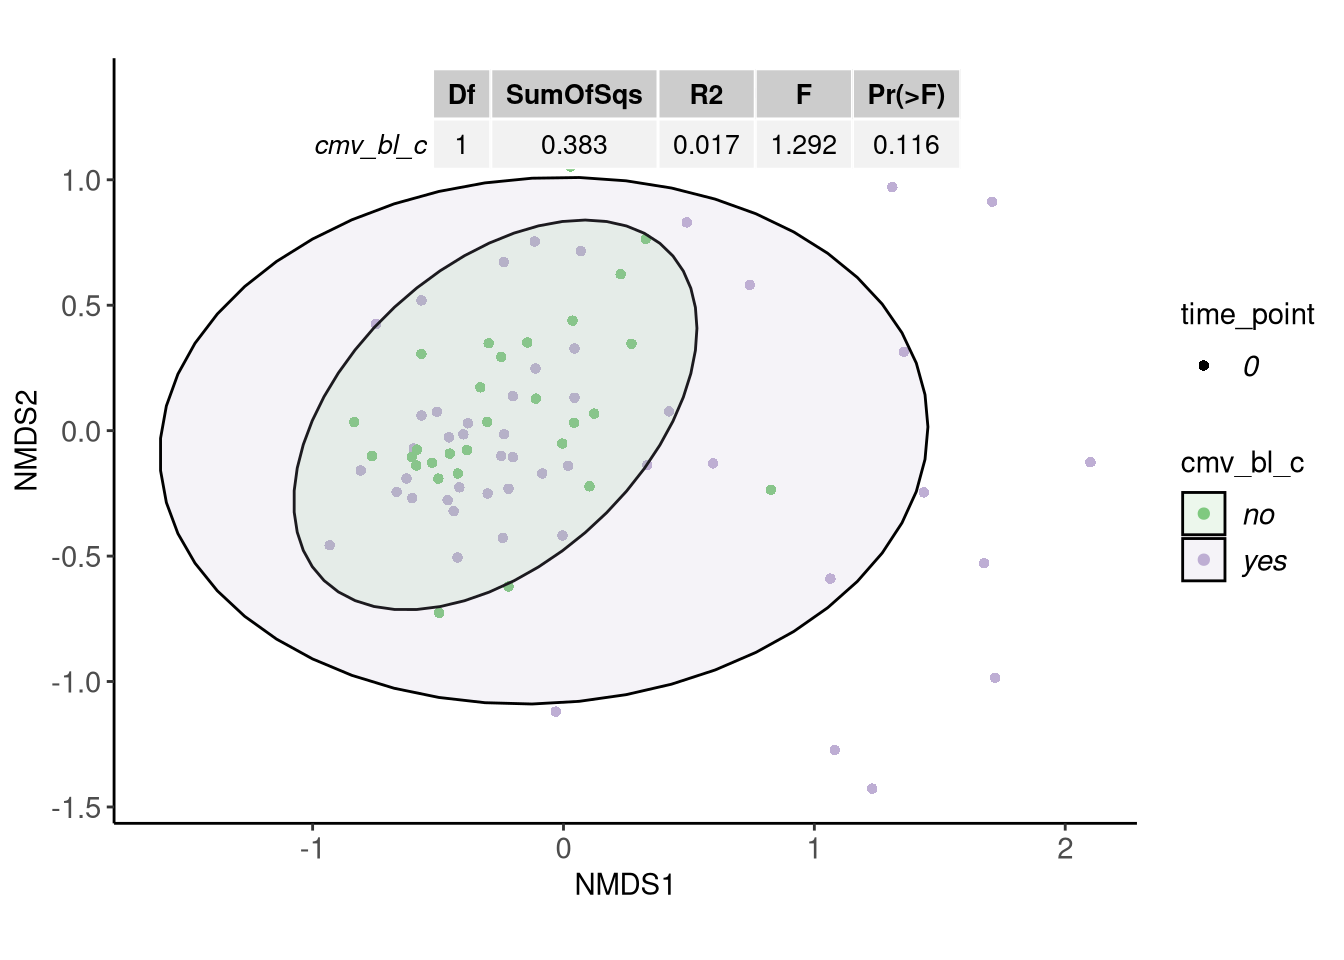 Df SumOfSqs R2 F Pr(>F)
cmv_bl_c 1 0.383 0.017 1.292 0.116
1.0
0.5
0.0
-0.5
-1.0
-1.5
NMDS2
-1 0 1 2
NMDS1
time_point
0
cmv_bl_c
no
yes